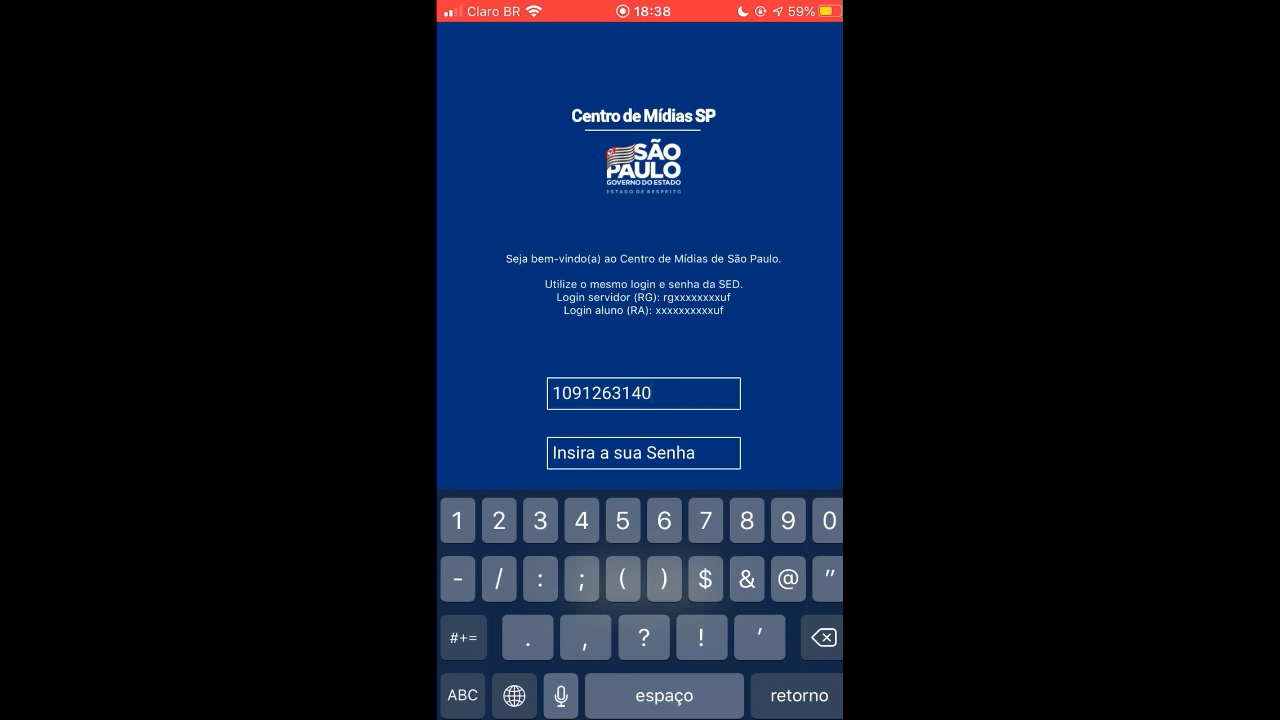 Claro BR 18:38 59%
Centro de Mídias SP
SÃO
PAULO
GOVERNO DO ESTADO
ESTADO DE RESPEITO
Seja bem-vindo(a) ao Centro de Mídias de São Paulo.
Utilize o mesmo login e senha da SED.
Login servidor (RG): rgxxxxxxxxuf
Login aluno (RA): xxxxxxxxxxuf
1091263140
Insira a sua Senha
1 2 3 4 5 6 7 8 9 0
- / : ; ( ) $ & @ "
#+= . , ? ! '
ABC espaço retorno